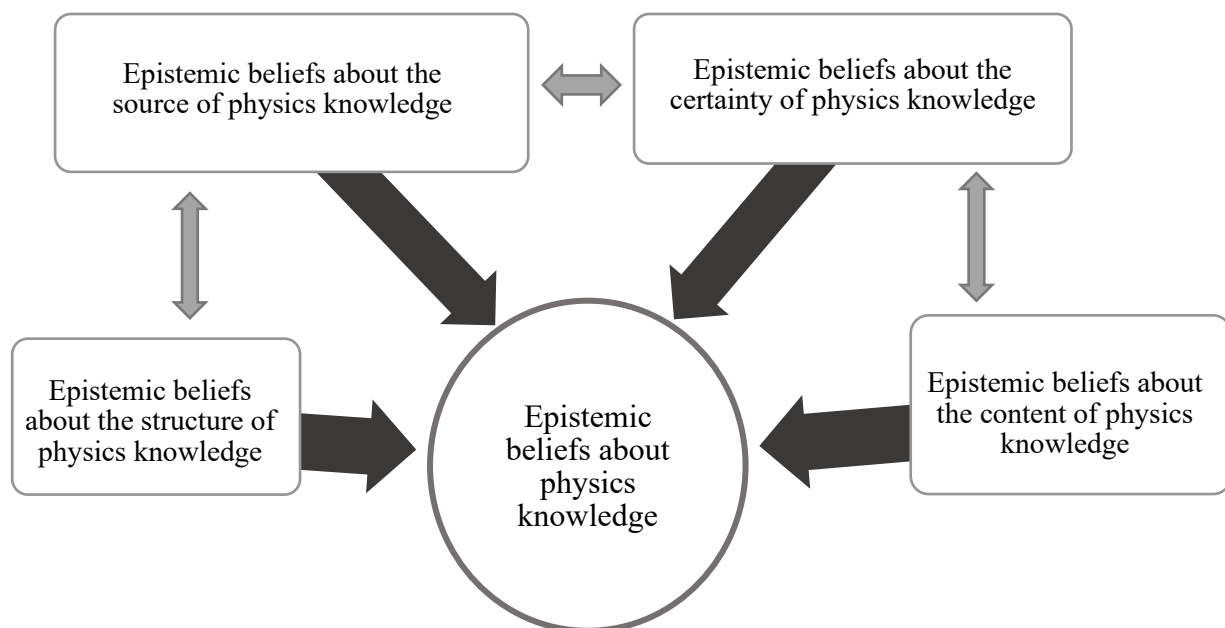 Epistemic beliefs about the
source of physics knowledge
Epistemic beliefs about the
certainty of physics knowledge
Epistemic beliefs
about the structure of
physics knowledge
Epistemic beliefs about
the content of physics
knowledge
Epistemic
beliefs about
physics
knowledge